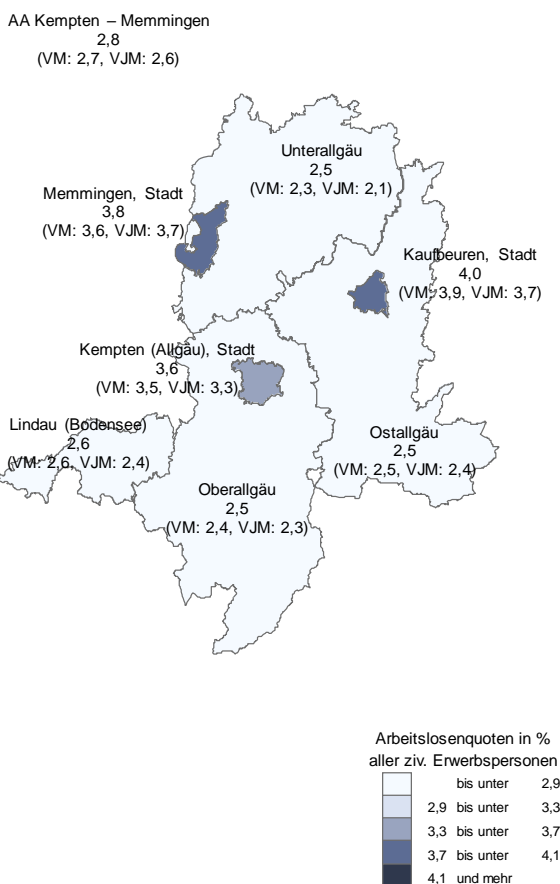 AA Kempten – Memmingen
2,8
(VM: 2,7, VJM: 2,6)
Unterallgäu
2,5
(VM: 2,3, VJM: 2,1)
Memmingen, Stadt
3,8
(VM: 3,6, VJM: 3,7)
Kaufbeuren, Stadt
4,0
(VM: 3,9, VJM: 3,7)
Kempten (Allgäu), Stadt
3,6
(VM: 3,5, VJM: 3,3)
Lindau (Bodensee)
2,6
(VM: 2,6, VJM: 2,4)
Ostallgäu
2,5
(VM: 2,5, VJM: 2,4)
Oberallgäu
2,5
(VM: 2,4, VJM: 2,3)
Arbeitslosenquoten in %
aller ziv. Erwerbspersonen
bis unter 2,9
2,9 bis unter 3,3
3,3 bis unter 3,7
3,7 bis unter 4,1
4,1 und mehr